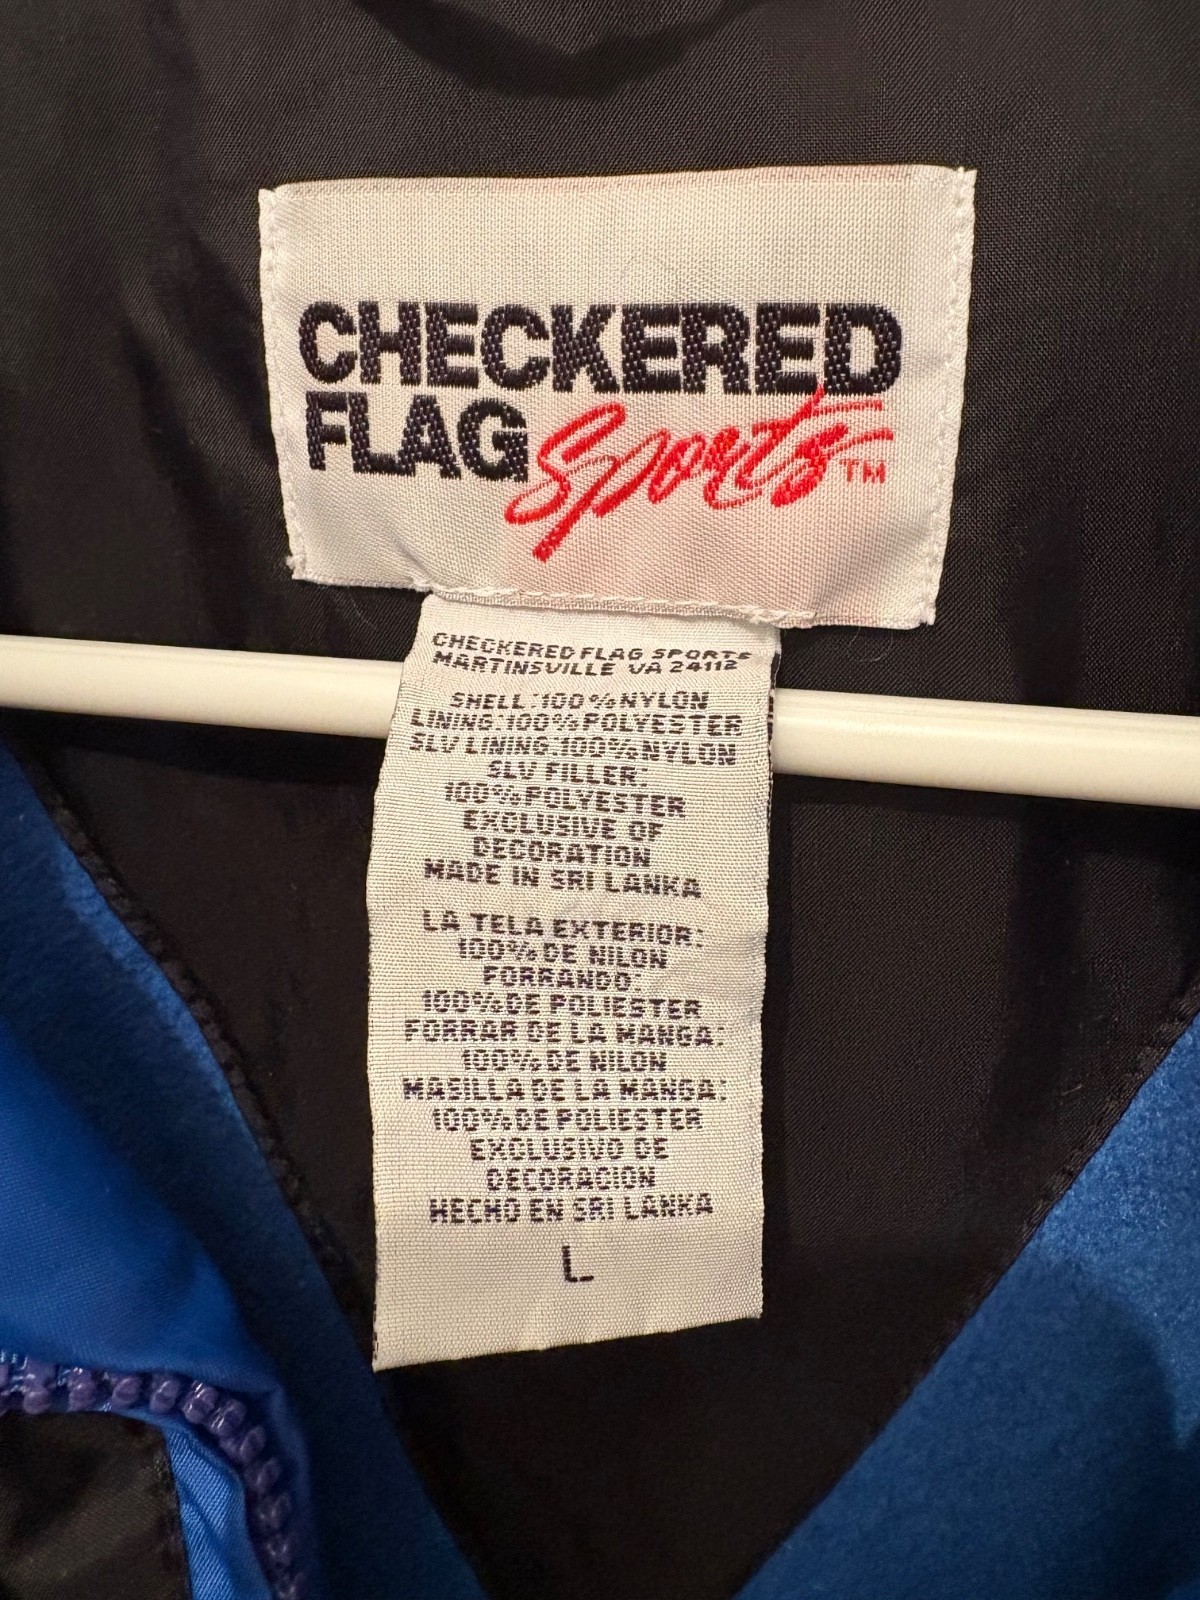 CHECKERED
FLAG Sports™
CHECKERED FLAG SPORTS
MARTINSVILLE VA 24112
SHELL:100%NYLON
LINING:100%POLYESTER
SLV LINING:100%NYLON
SLV FILLER:
100%POLYESTER
EXCLUSIVE OF
DECORATION
MADE IN SRI LANKA
LA TELA EXTERIOR:
100%DE NILON
FORRANDO:
100%DE POLIESTER
FORRAR DE LA MANGA:
100%DE NILON
MASILLA DE LA MANGA:
100%DE POLIESTER
EXCLUSIVO DE
DECORACION
HECHO EN SRI LANKA
L